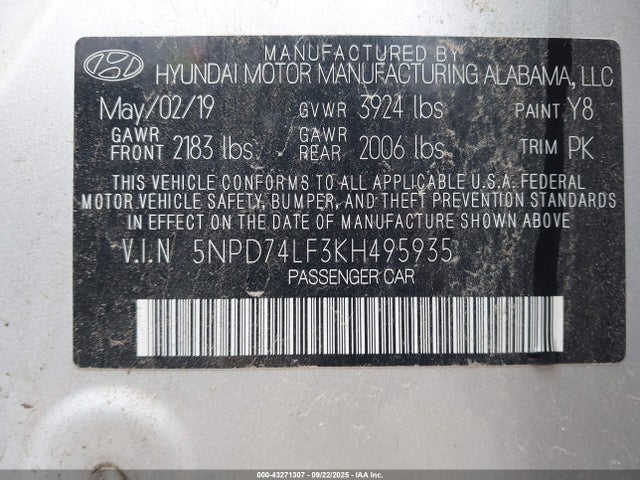 MANUFACTURED BY
HYUNDAI MOTOR MANUFACTURING ALABAMA, LLC
May/02/19 GVWR 3924 lbs PAINT Y8
GAWR FRONT 2183 lbs GAWR REAR 2006 lbs TRIM PK
THIS VEHICLE CONFORMS TO ALL APPLICABLE U.S.A. FEDERAL
MOTOR VEHICLE SAFETY, BUMPER, AND THEFT PREVENTION STANDARDS
IN EFFECT ON THE DATE OF MANUFACTURE SHOWN ABOVE
V.I.N 5NPD74LF3KH495935
PASSENGER CAR
000-43271307 - 09/22/2025 - Copyright © 2025 IAA, Inc.